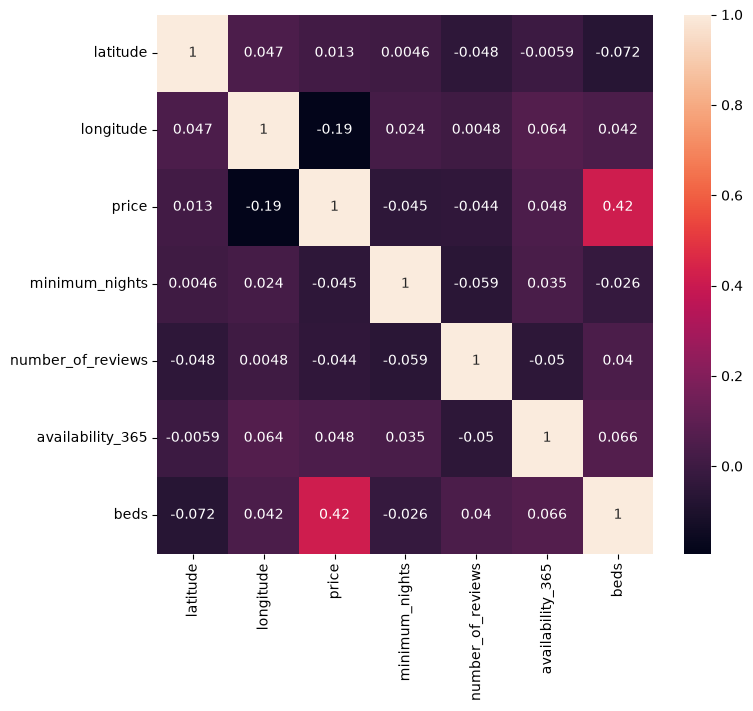 latitude 1 0.047 0.013 0.0046 -0.048 -0.0059 -0.072
longitude 0.047 1 -0.19 0.024 0.0048 0.064 0.042
price 0.013 -0.19 1 -0.045 -0.044 0.048 0.42
minimum_nights 0.0046 0.024 -0.045 1 -0.059 0.035 -0.026
number_of_reviews -0.048 0.0048 -0.044 -0.059 1 -0.05 0.04
availability_365 -0.0059 0.064 0.048 0.035 -0.05 1 0.066
beds -0.072 0.042 0.42 -0.026 0.04 0.066 1
latitude
longitude
price
minimum_nights
number_of_reviews
availability_365
beds
1.0
0.8
0.6
0.4
0.2
0.0